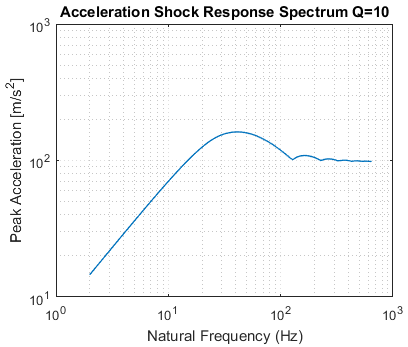 Acceleration Shock Response Spectrum Q=10
Peak Acceleration [m/s²]
10³
10²
10¹
10⁰
10¹
10²
10³
Natural Frequency (Hz)